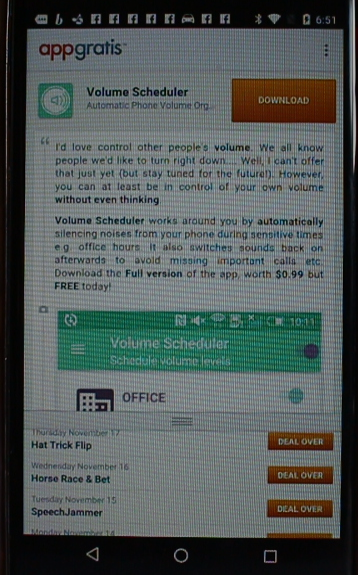 6:51
appgratis
Volume Scheduler
Automatic Phone Volume Org...
DOWNLOAD
“ I'd love control other people's volume. We all know
people we'd like to turn right down.... Well, I can't offer
that just yet (but stay tuned for the future!). However,
you can at least be in control of your own volume
without even thinking.
Volume Scheduler works around you by automatically
silencing noises from your phone during sensitive times
e.g. office hours. It also switches sounds back on
afterwards to avoid missing important calls etc.
Download the Full version of the app, worth $0.99 but
FREE today!
10:11
Volume Scheduler
Schedule volume levels
OFFICE
Thursday November 17
Hat Trick Flip
DEAL OVER
Wednesday November 16
Horse Race & Bet
DEAL OVER
Tuesday November 15
SpeechJammer
DEAL OVER
Monday November 14